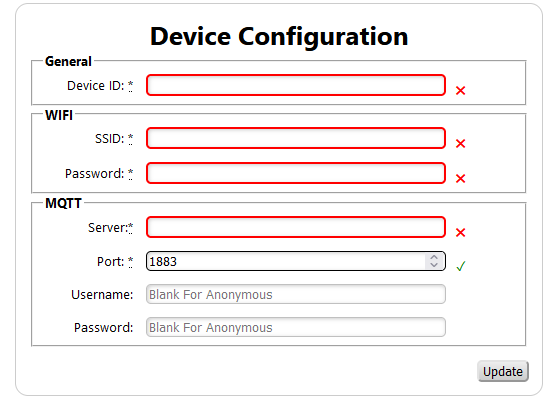 Device Configuration
General
Device ID: *
WIFI
SSID: *
Password: *
MQTT
Server:*
Port: * 1883
Username: Blank For Anonymous
Password: Blank For Anonymous
Update